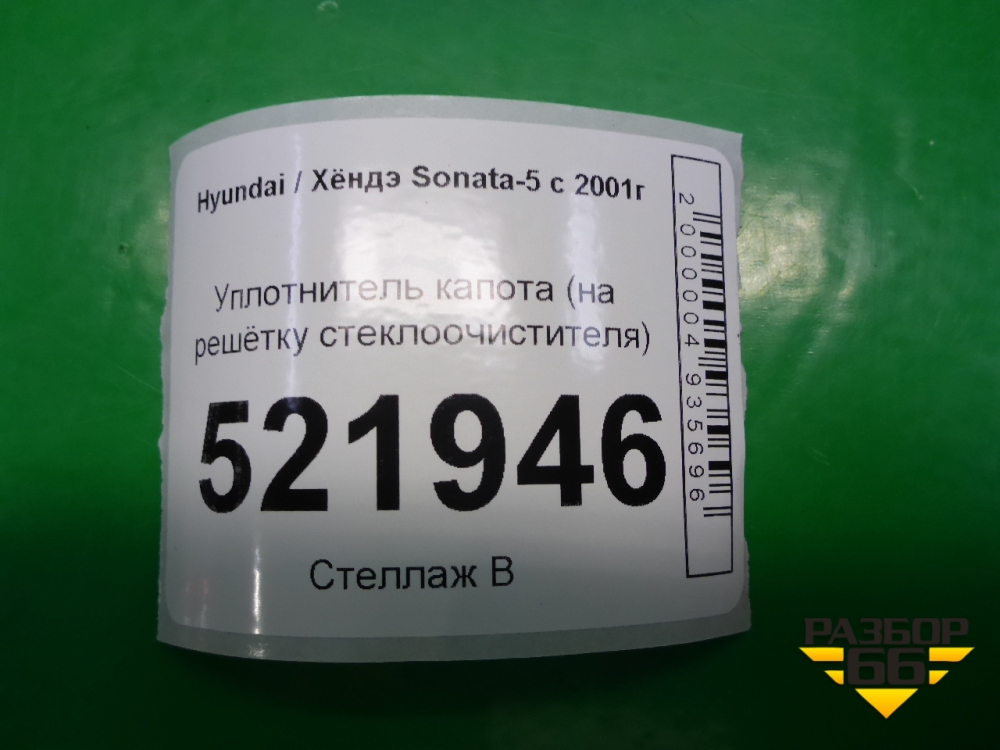 Hyundai / Хёндэ Sonata-5 с 2001г
Уплотнитель капота (на
решётку стеклоочистителя)
521946
Стеллаж В
2000004935696
РАЗБОР
66